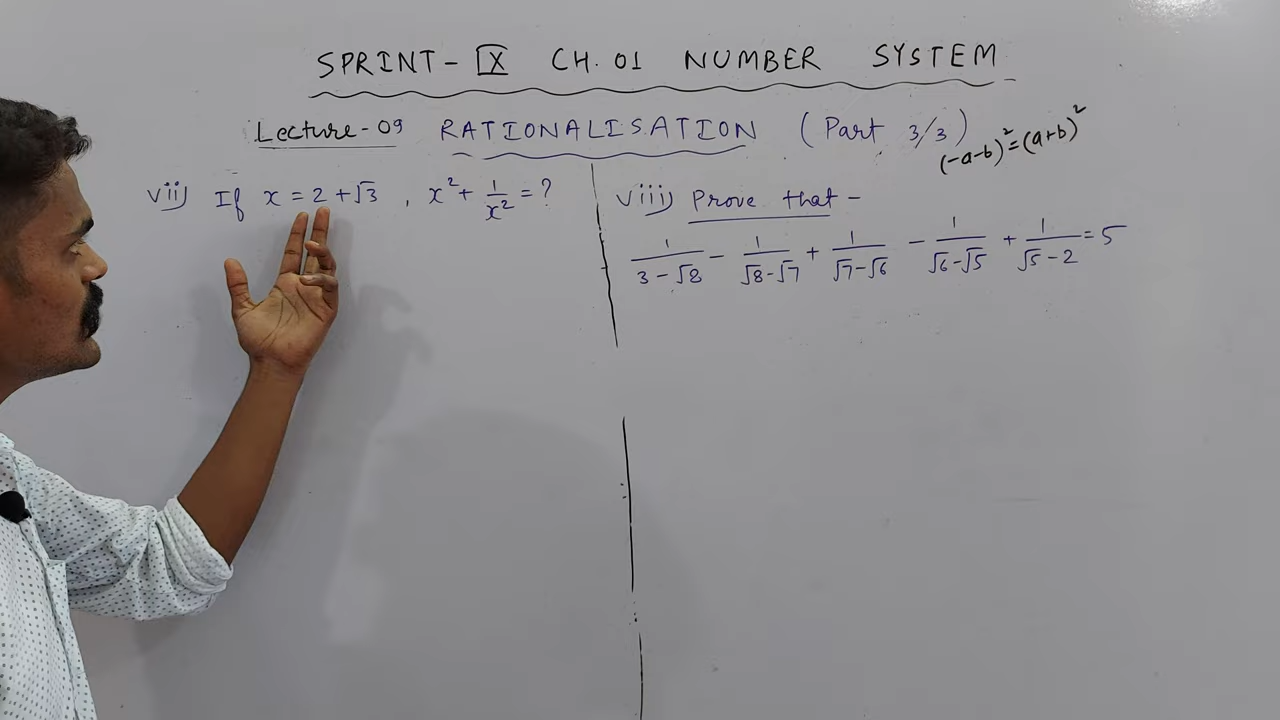 SPRINT - IX CH. 01 NUMBER SYSTEM
Lecture - 09 RATIONALISATION (Part 3/3)
(-a-b)² = (a+b)²
vii) If x = 2 + √3 , x² + 1/x² = ?
viii) Prove that -
1/(3 - √8) - 1/(√8 - √7) + 1/(√7 - √6) - 1/(√6 - √5) + 1/(√5 - 2) = 5